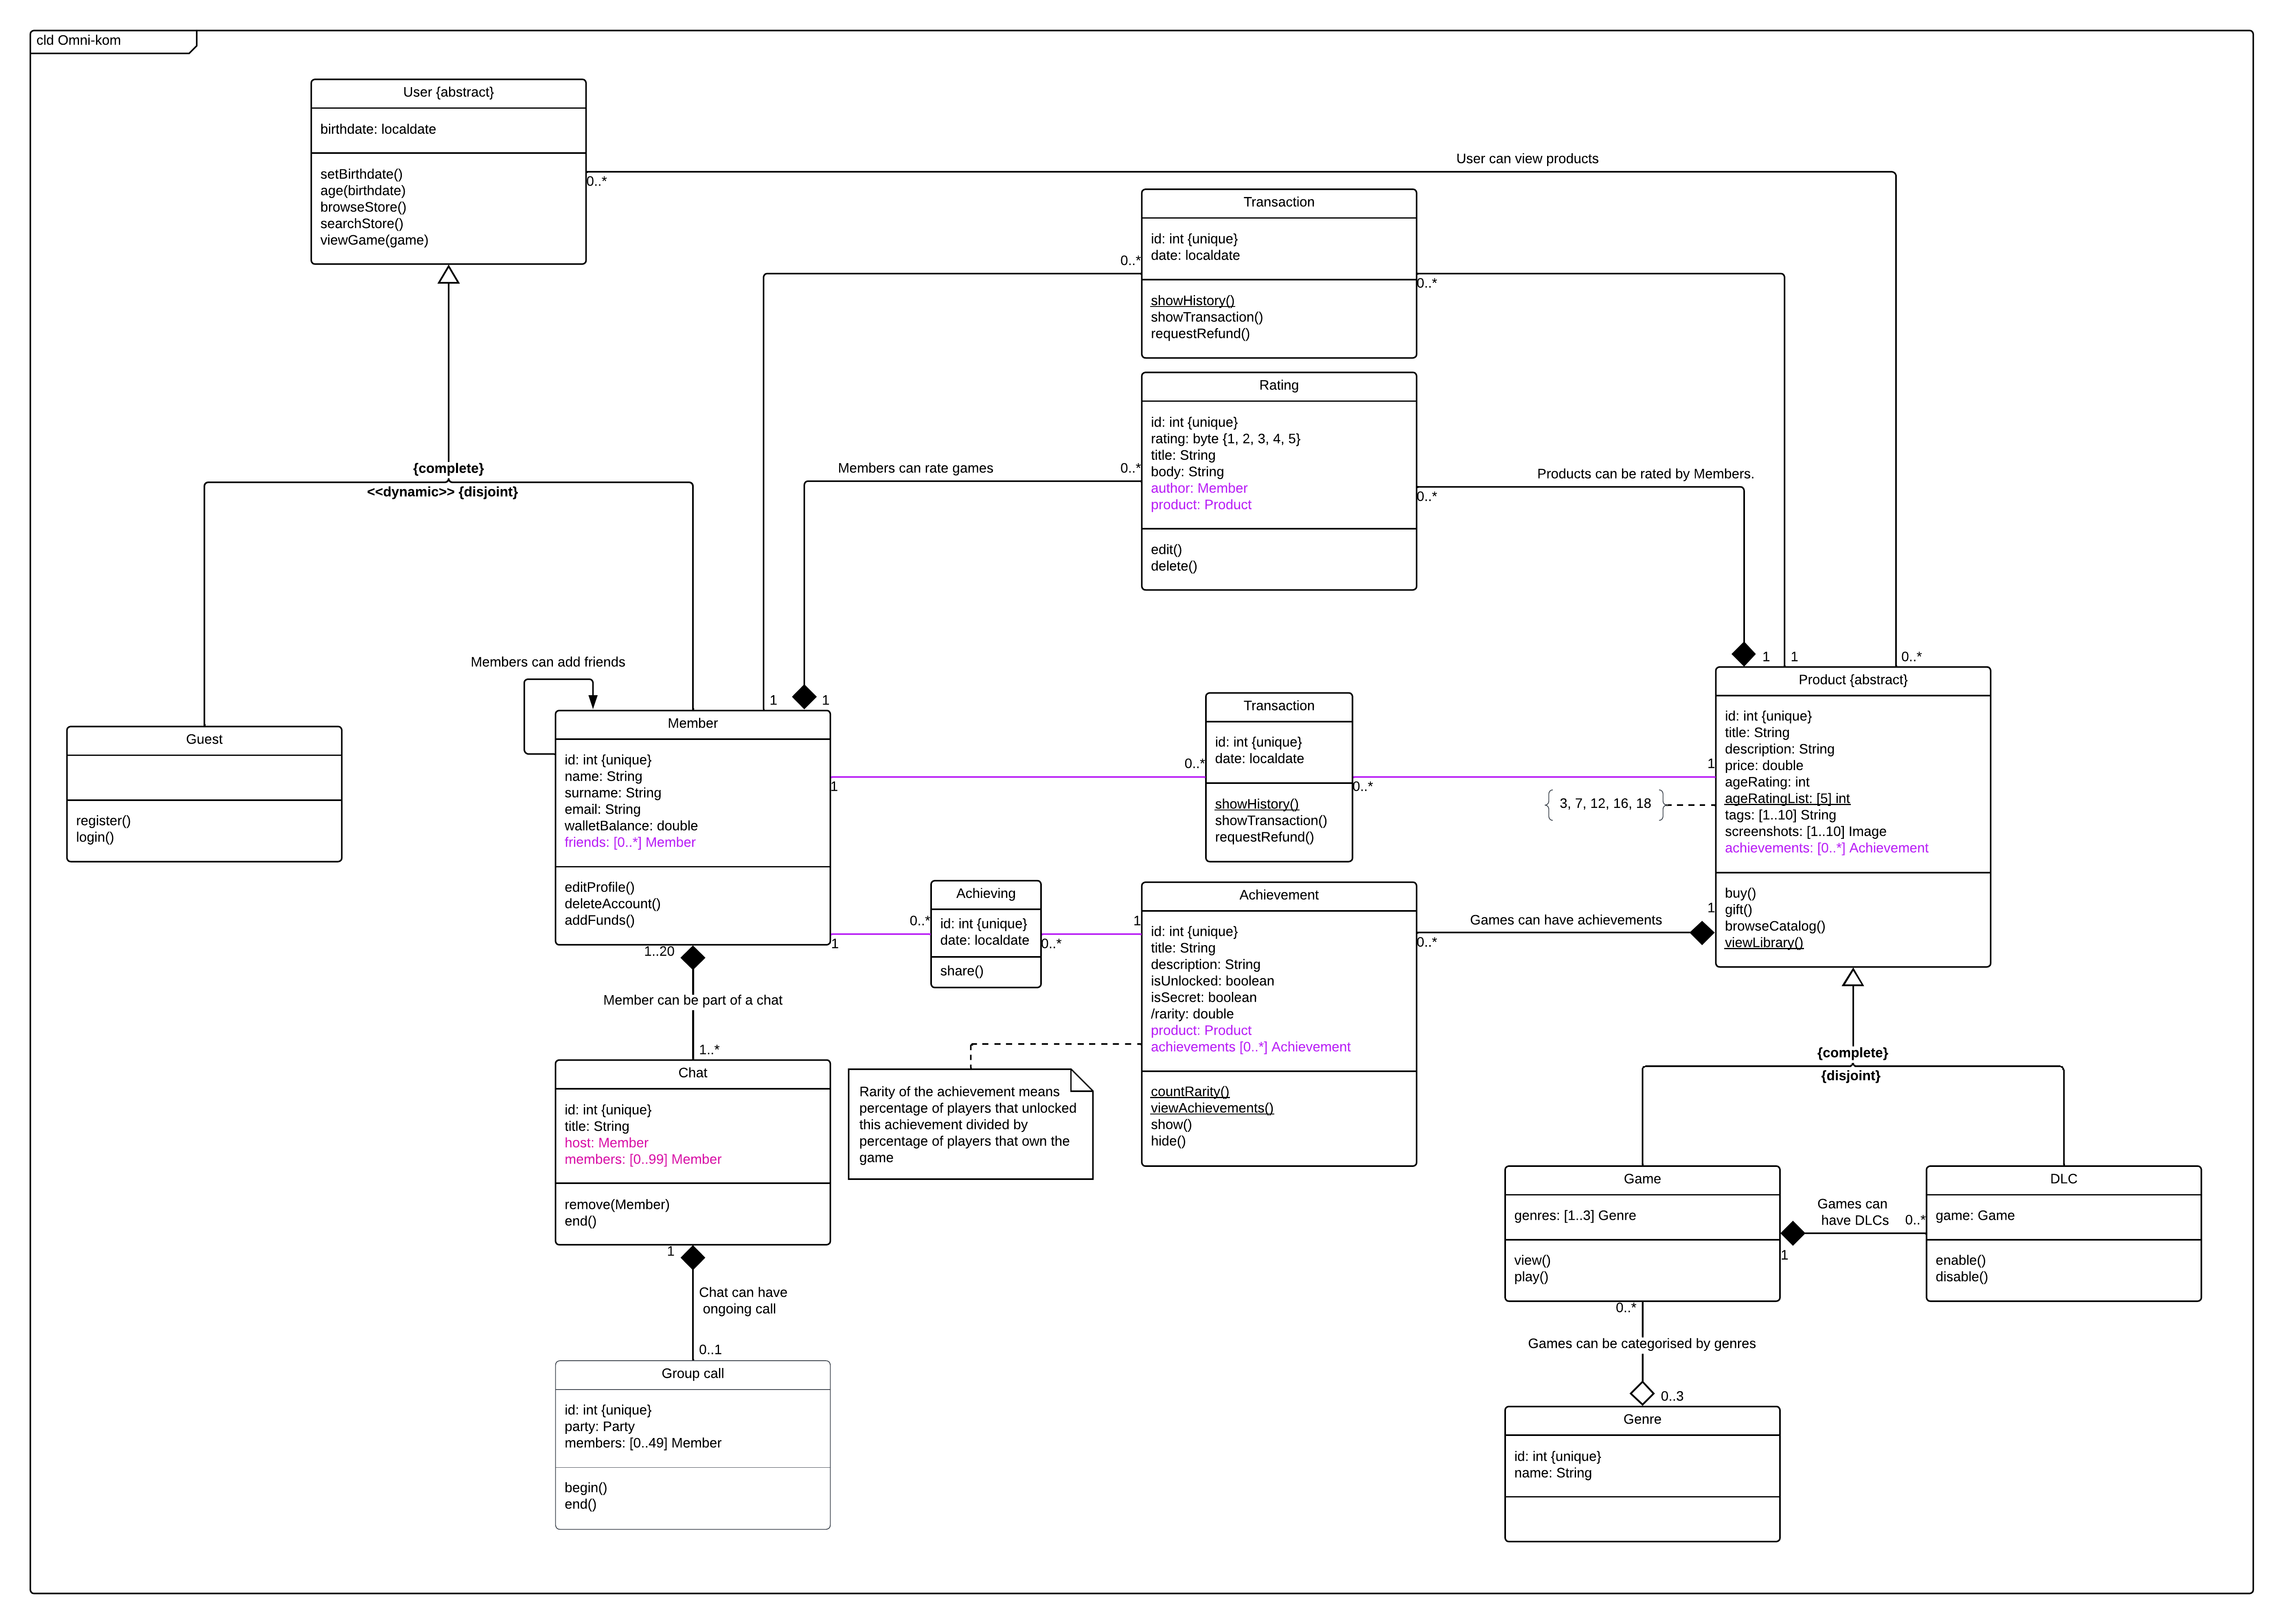 cld Omni-kom
User {abstract}
birthdate: localdate
setBirthdate()
age(birthdate)
browseStore()
searchStore()
viewGame(game)
0..*
User can view products
0..*
{complete}
<<dynamic>> {disjoint}
Transaction
id: int {unique}
date: localdate
showHistory()
showTransaction()
requestRefund()
0..*
0..*
1
1
Rating
id: int {unique}
rating: byte {1, 2, 3, 4, 5}
title: String
body: String
author: Member
product: Product
edit()
delete()
Members can rate games
0..*
1
Products can be rated by Members.
0..*
1
Guest
register()
login()
Members can add friends
Member
id: int {unique}
name: String
surname: String
email: String
walletBalance: double
friends: [0..*] Member
editProfile()
deleteAccount()
addFunds()
1
0..*
Transaction
id: int {unique}
date: localdate
showHistory()
showTransaction()
requestRefund()
0..*
1
Product {abstract}
id: int {unique}
title: String
description: String
price: double
ageRating: int
ageRatingList: [5] int
tags: [1..10] String
screenshots: [1..10] Image
achievements: [0..*] Achievement
buy()
gift()
browseCatalog()
viewLibrary()
3, 7, 12, 16, 18
1
0..*
Achieving
id: int {unique}
date: localdate
share()
0..*
1
Achievement
id: int {unique}
title: String
description: String
isUnlocked: boolean
isSecret: boolean
/rarity: double
product: Product
achievements [0..*] Achievement
countRarity()
viewAchievements()
show()
hide()
Games can have achievements
0..*
1
Rarity of the achievement means
percentage of players that unlocked
this achievement divided by
percentage of players that own the
game
1..20
Member can be part of a chat
1..*
Chat
id: int {unique}
title: String
host: Member
members: [0..99] Member
remove(Member)
end()
1
Chat can have
ongoing call
0..1
Group call
id: int {unique}
party: Party
members: [0..49] Member
begin()
end()
{complete}
{disjoint}
Game
genres: [1..3] Genre
view()
play()
Games can
have DLCs
0..*
1
DLC
game: Game
enable()
disable()
0..*
Games can be categorised by genres
0..3
Genre
id: int {unique}
name: String